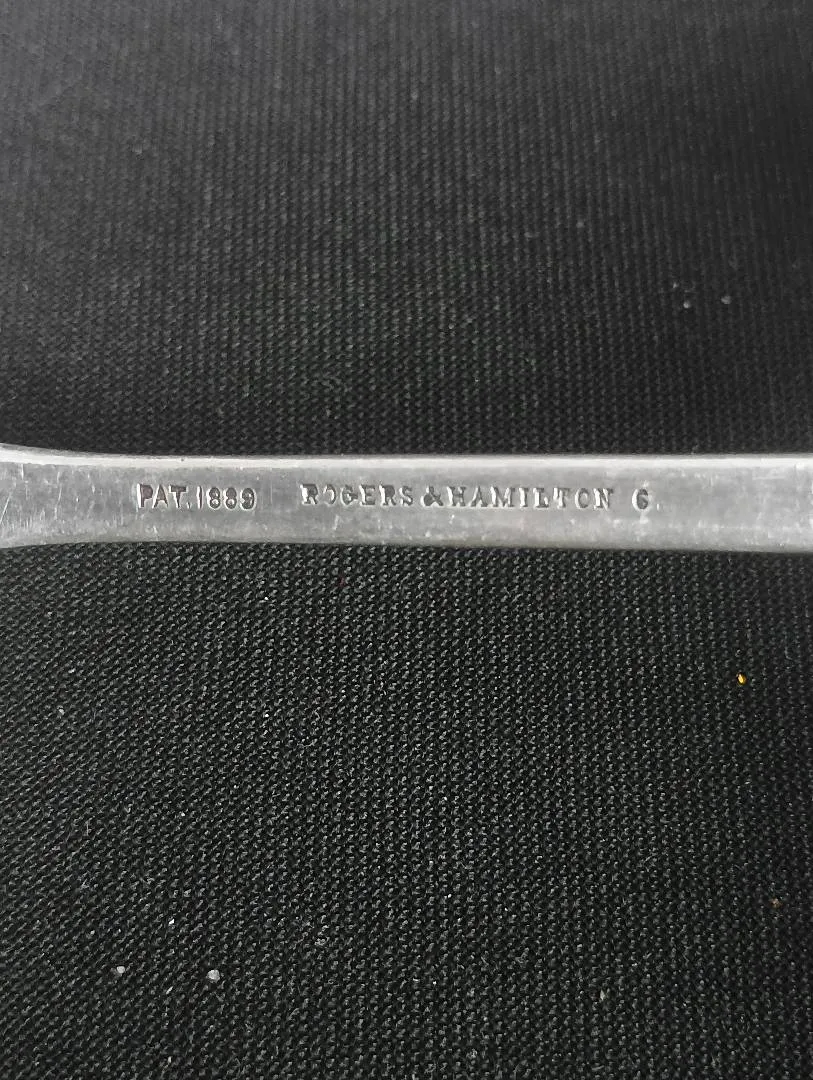 PAT.1889 ROGERS & HAMILTON 6.